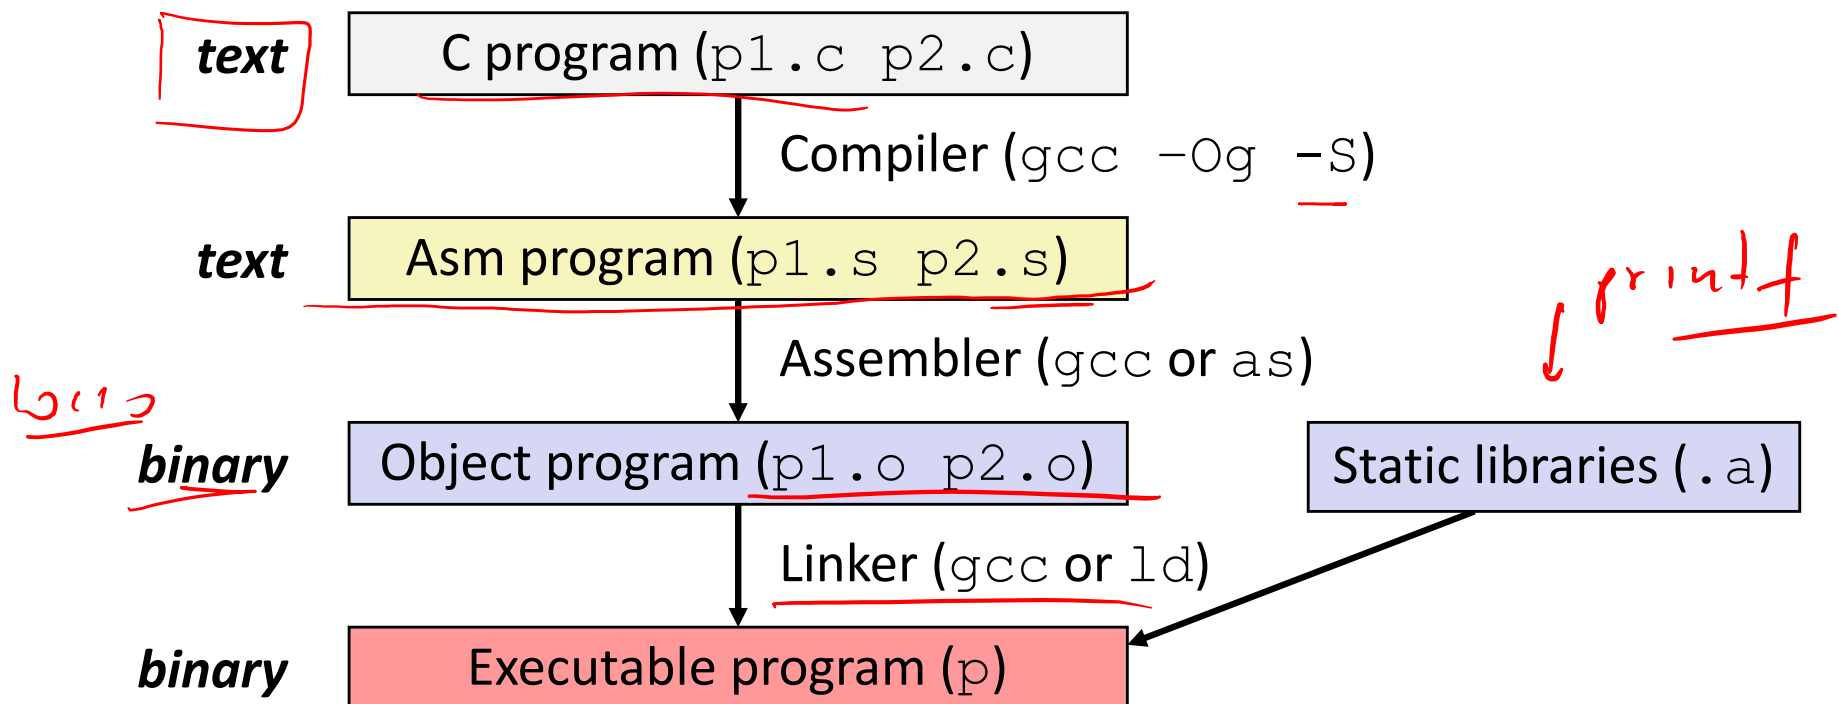 text
C program (p1.c p2.c)
Compiler (gcc –Og -S)
text
Asm program (p1.s p2.s)
printf
Assembler (gcc or as)
binary
Object program (p1.o p2.o)
Static libraries (.a)
Linker (gcc or ld)
binary
Executable program (p)